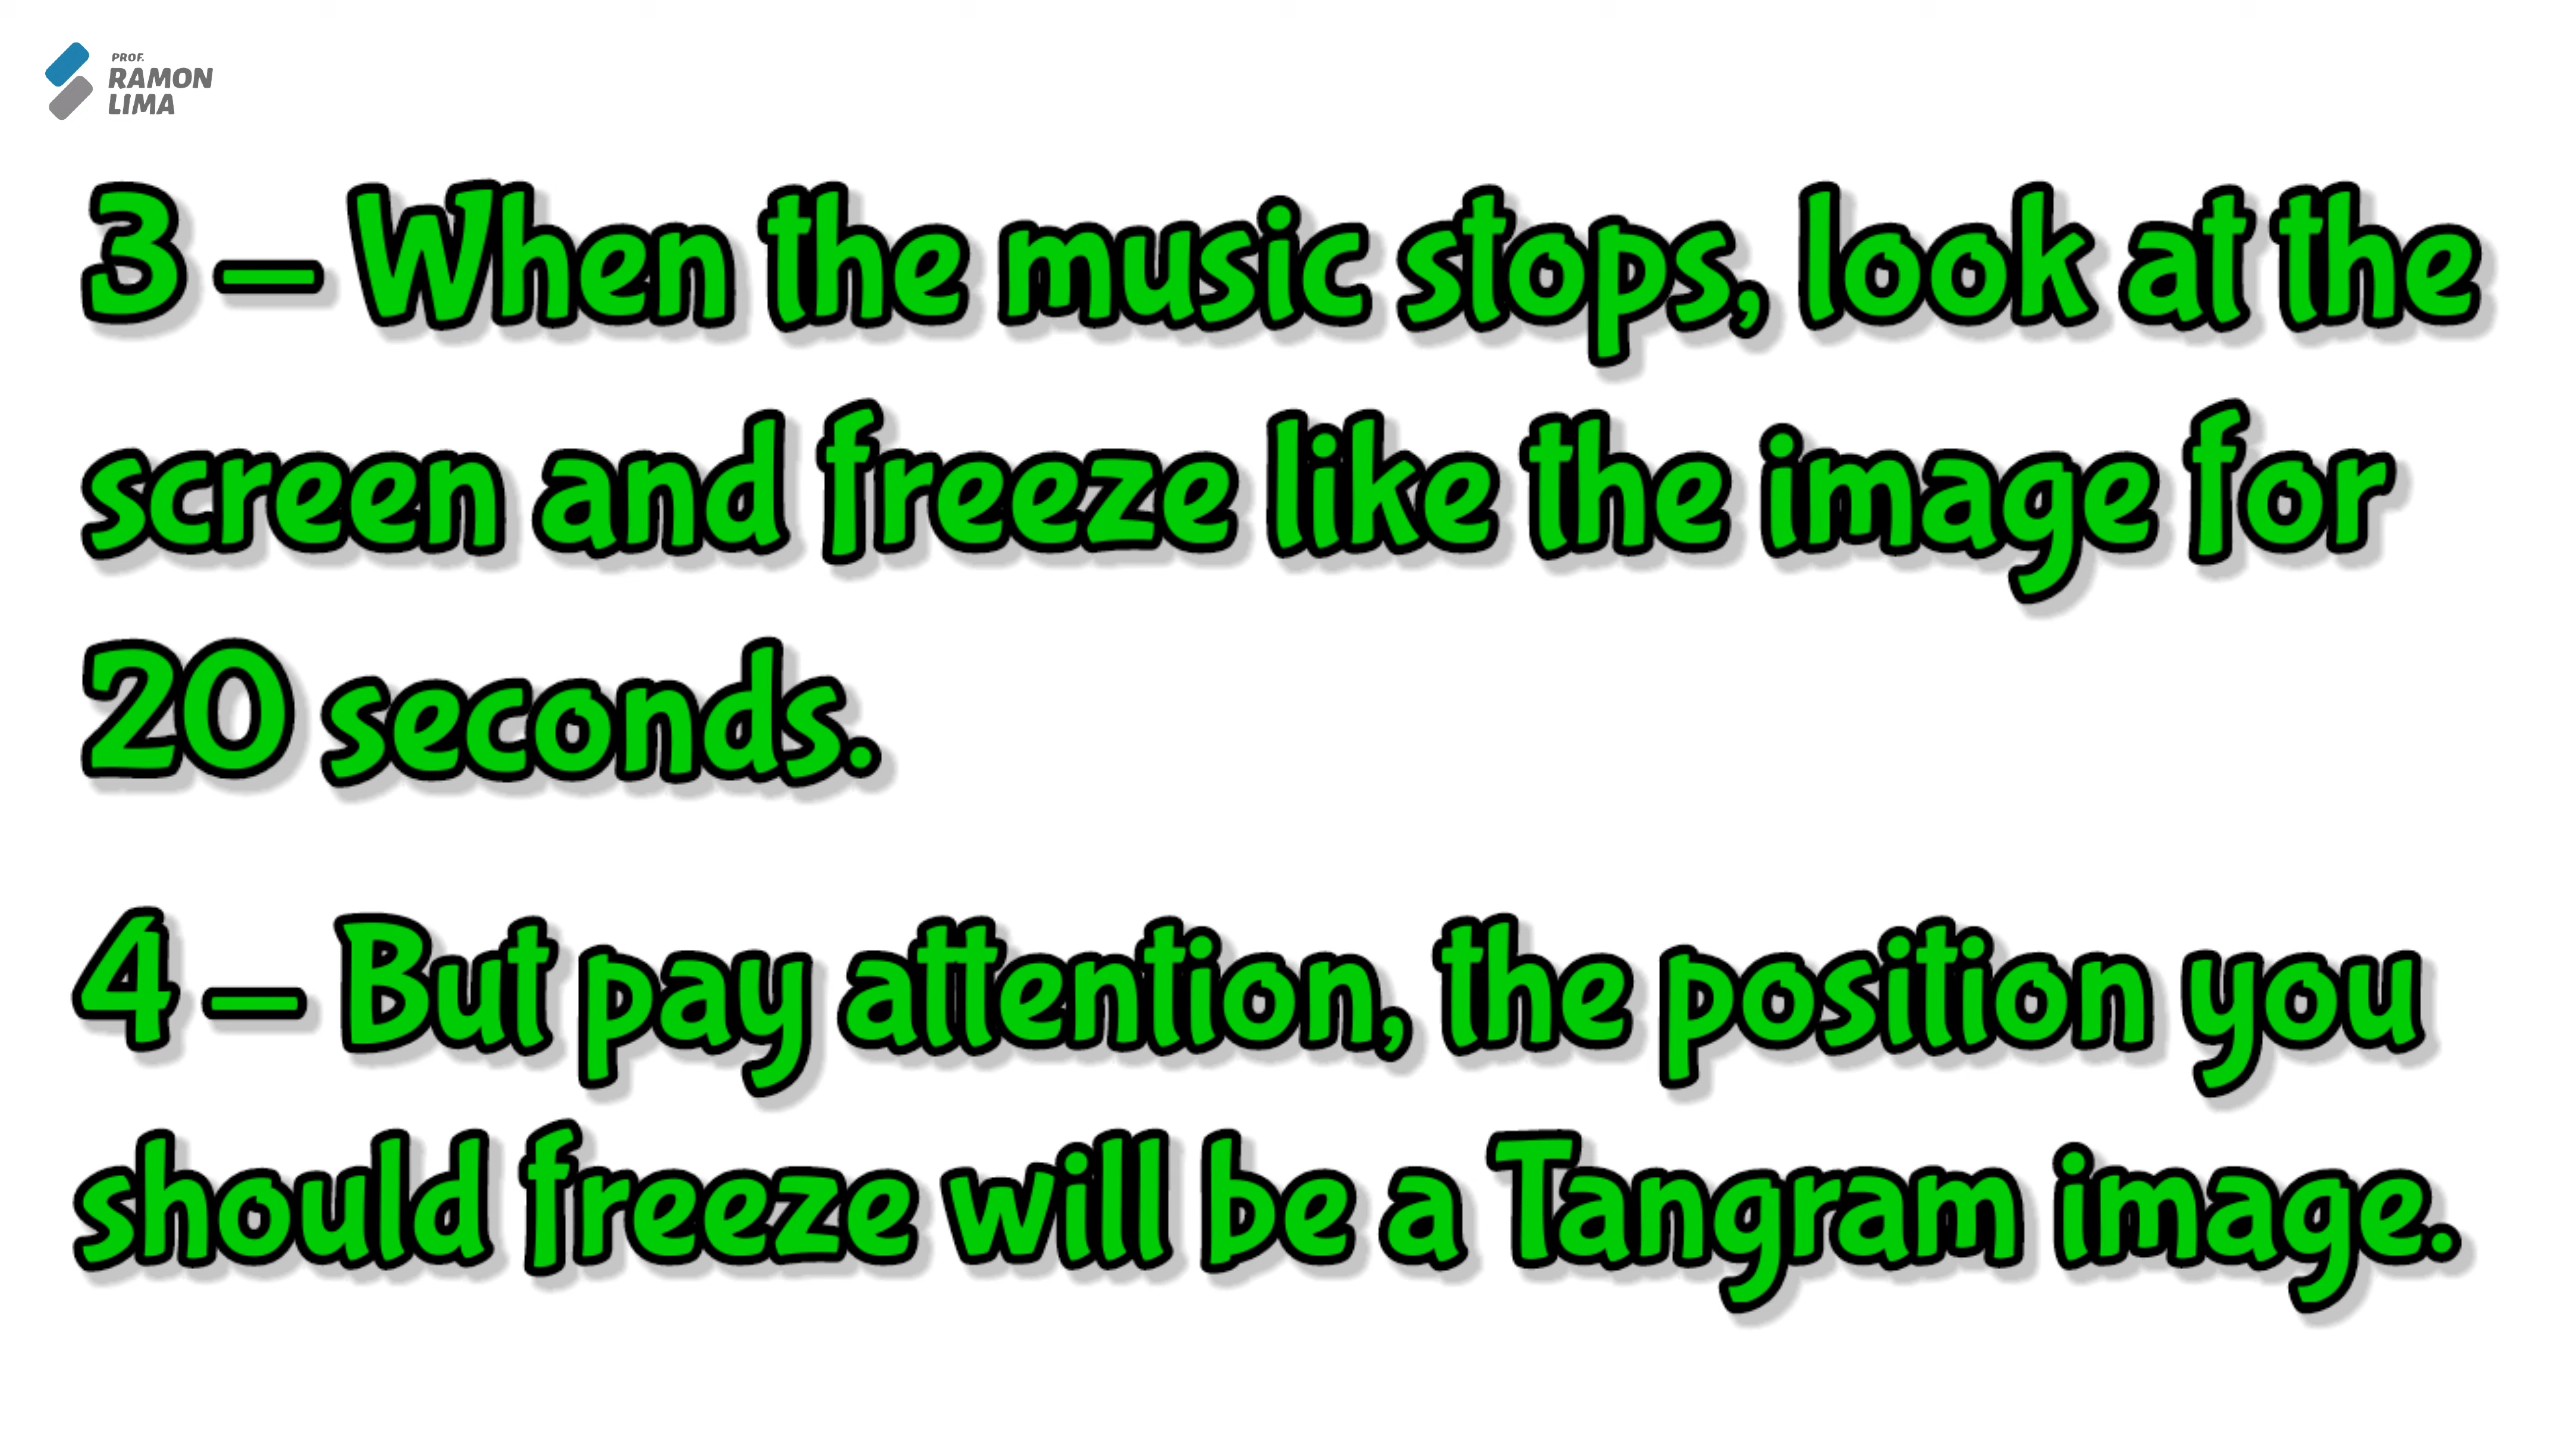 PROF.
RAMON
LIMA
3 – When the music stops, look at the
screen and freeze like the image for
20 seconds.
4 – But pay attention, the position you
should freeze will be a Tangram image.